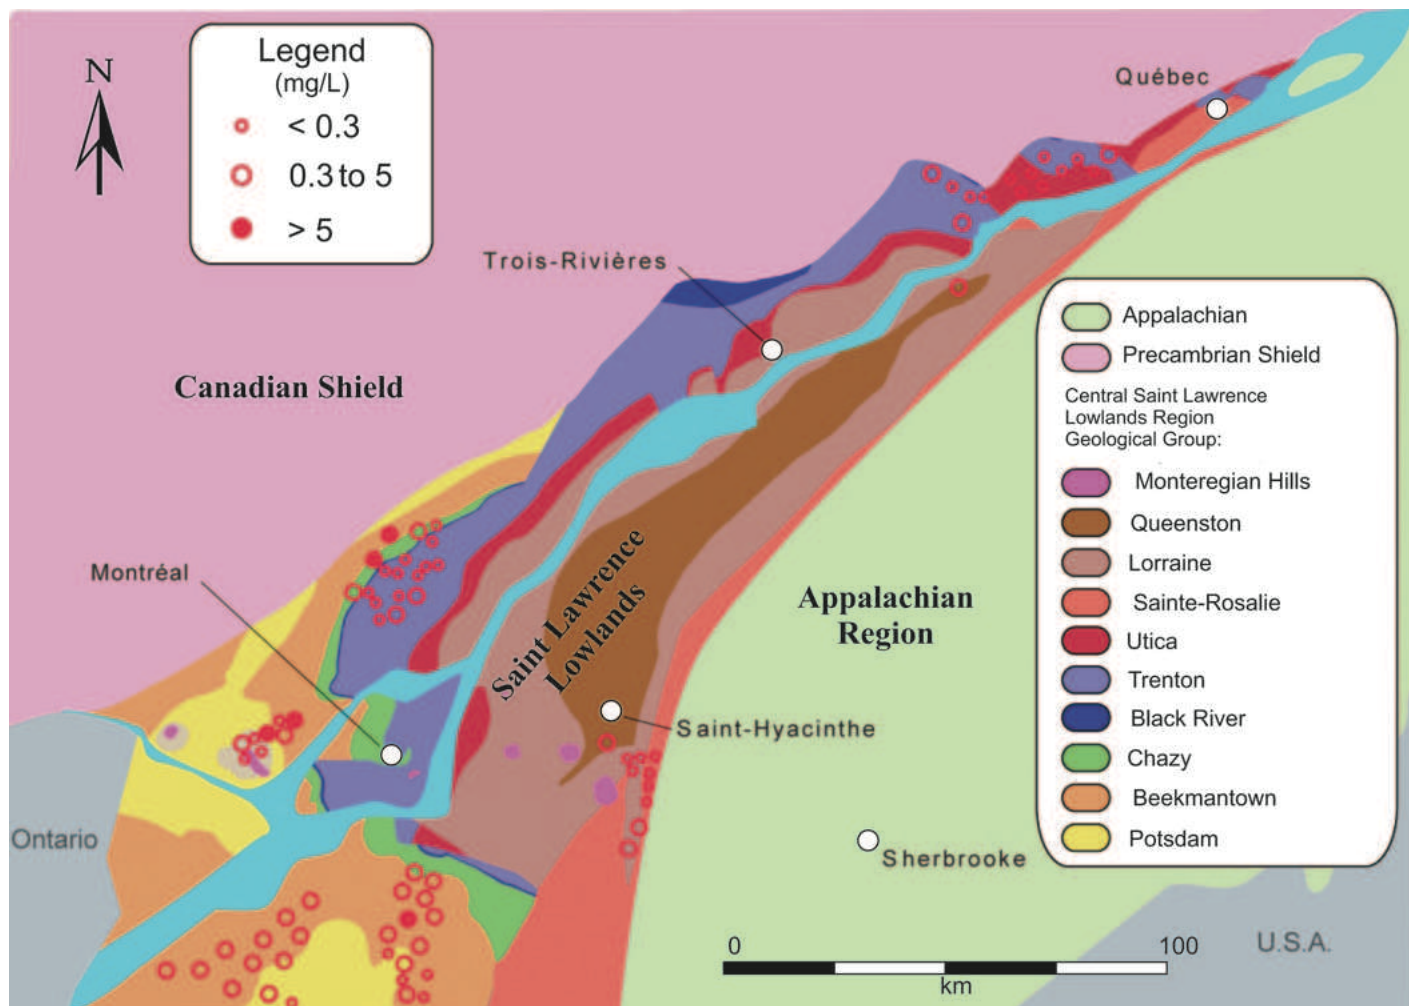 Legend
(mg/L)
< 0.3
0.3 to 5
> 5
N
Québec
Trois-Rivières
Canadian Shield
Montréal
Saint Lawrence
Lowlands
Appalachian
Region
Saint-Hyacinthe
Sherbrooke
Ontario
U.S.A.
0
100
km
Appalachian
Precambrian Shield
Central Saint Lawrence
Lowlands Region
Geological Group:
Monteregian Hills
Queenston
Lorraine
Sainte-Rosalie
Utica
Trenton
Black River
Chazy
Beekmantown
Potsdam